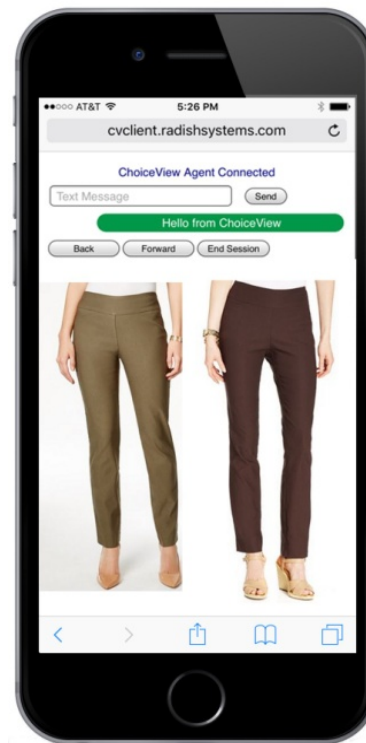 ●●○○○ AT&T 5:26 PM
cvclient.radishsystems.com
ChoiceView Agent Connected
Text Message Send
Hello from ChoiceView
Back Forward End Session